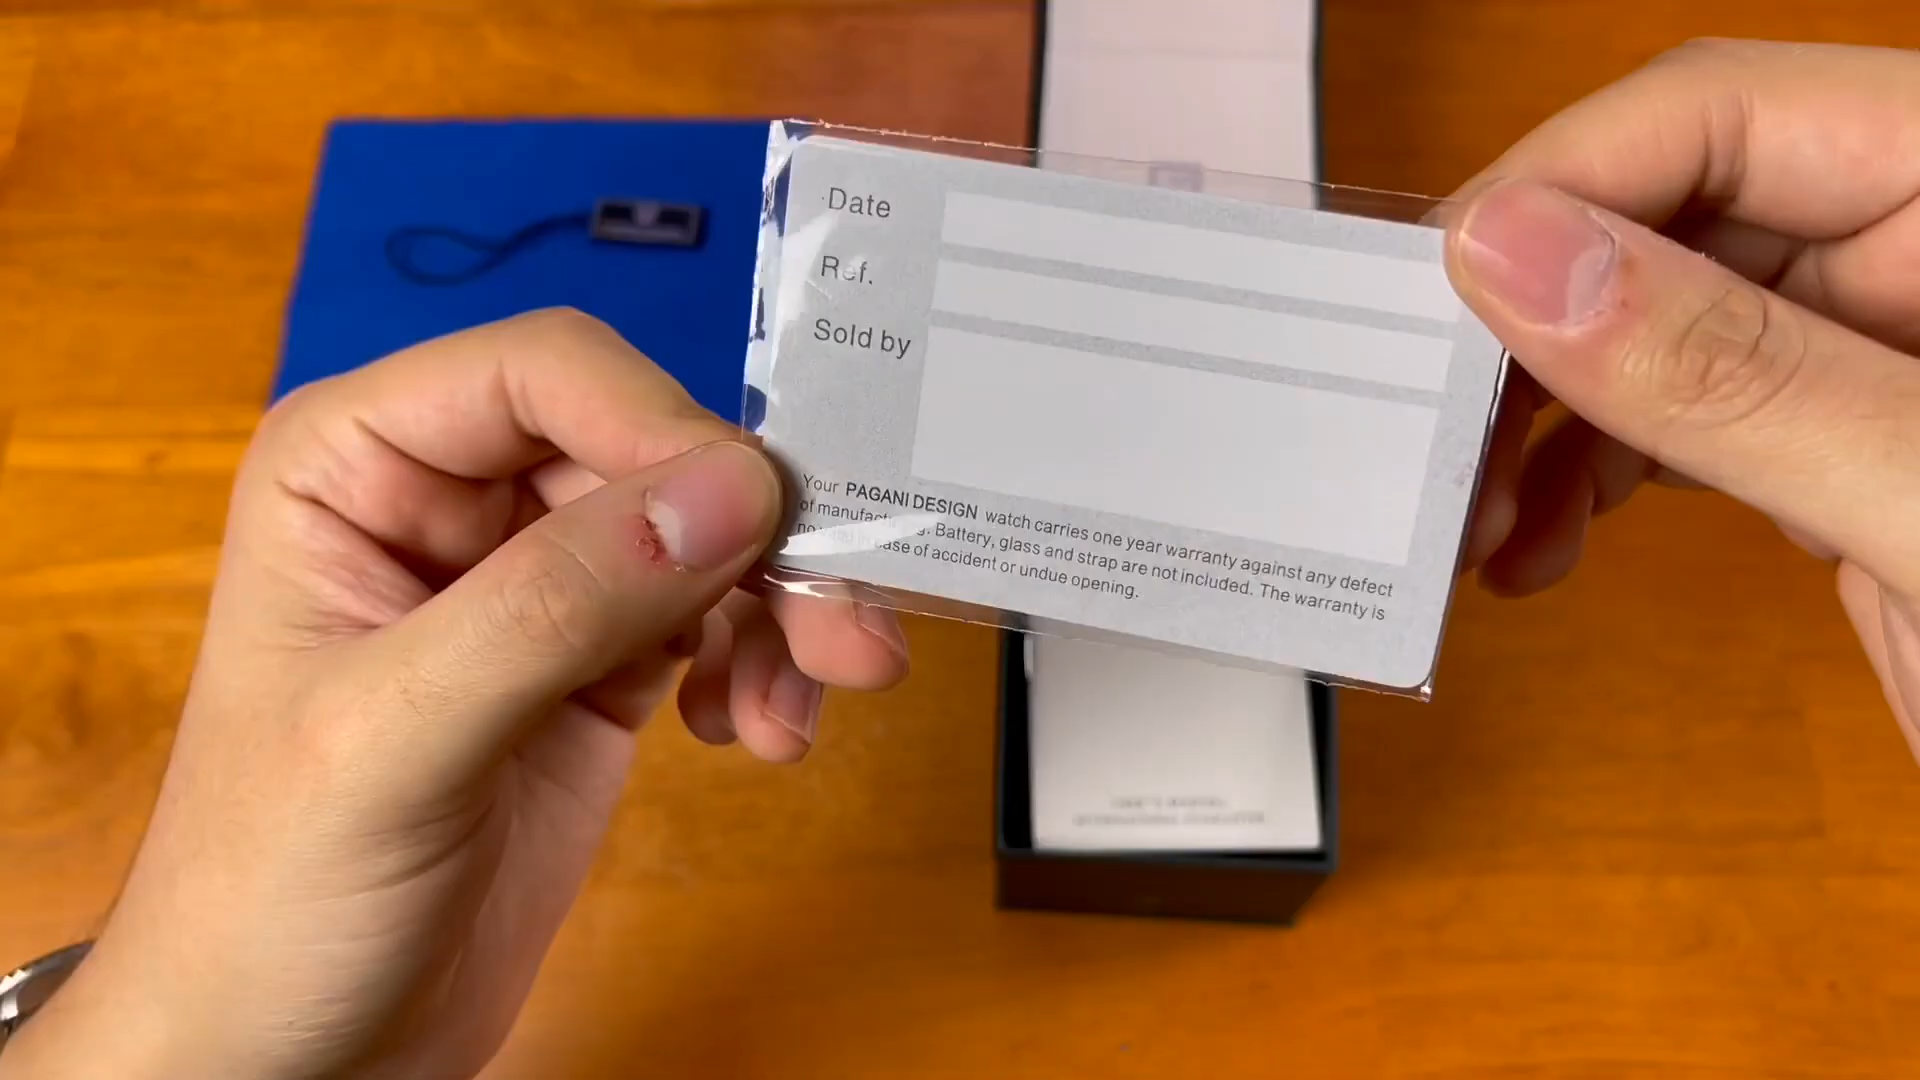 Date
Ref.
Sold by
Your PAGANI DESIGN watch carries one year warranty against any defect
of Battery, glass and strap are not included. The warranty is
case of accident or undue opening.